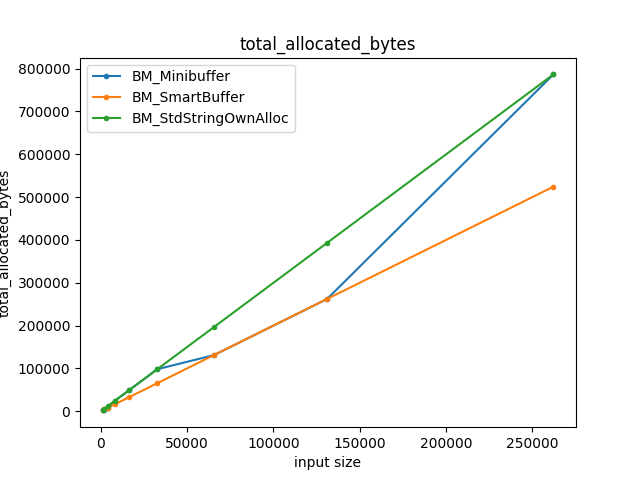 total_allocated_bytes
BM_Minibuffer
BM_SmartBuffer
BM_StdStringOwnAlloc
800000
700000
600000
500000
400000
300000
200000
100000
0
total_allocated_bytes
0 50000 100000 150000 200000 250000
input size